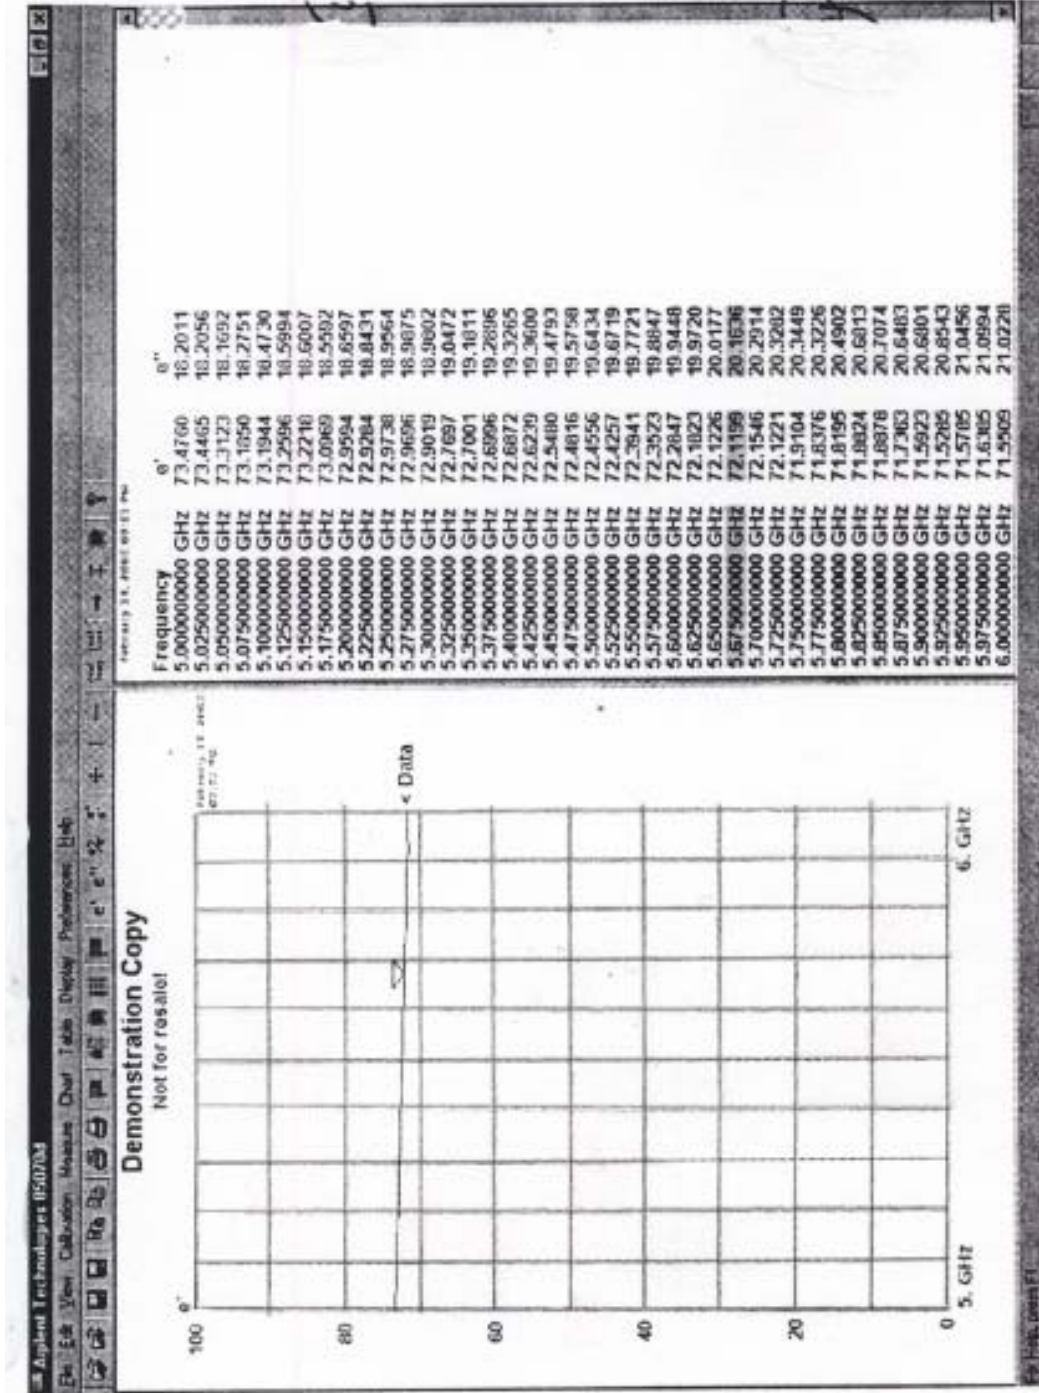 Agilent Technologies 85070d
File Edit View Calibration Measure Chart Table Display Preferences Help
e' e''
Demonstration Copy
Not for resale!
e'
100
80
60
40
20
0
5. GHz
6. GHz
< Data
Frequency e' e''
5.000000000 GHz 73.4760 18.2011
5.025000000 GHz 73.4465 18.2056
5.050000000 GHz 73.3123 18.1692
5.075000000 GHz 73.1850 18.2751
5.100000000 GHz 73.1944 18.4730
5.125000000 GHz 73.2596 18.5994
5.150000000 GHz 73.2218 18.6007
5.175000000 GHz 73.0969 18.5592
5.200000000 GHz 72.9594 18.6597
5.225000000 GHz 72.9284 18.8431
5.250000000 GHz 72.9738 18.9564
5.275000000 GHz 72.9696 18.9875
5.300000000 GHz 72.9019 18.9802
5.325000000 GHz 72.7697 19.0472
5.350000000 GHz 72.7001 19.1811
5.375000000 GHz 72.6996 19.2896
5.400000000 GHz 72.6872 19.3265
5.425000000 GHz 72.6239 19.3600
5.450000000 GHz 72.5480 19.4793
5.475000000 GHz 72.4816 19.5758
5.500000000 GHz 72.4556 19.6434
5.525000000 GHz 72.4257 19.6719
5.550000000 GHz 72.3941 19.7721
5.575000000 GHz 72.3523 19.8847
5.600000000 GHz 72.2847 19.9448
5.625000000 GHz 72.1823 19.9720
5.650000000 GHz 72.1226 20.0177
5.675000000 GHz 72.1199 20.1636
5.700000000 GHz 72.1546 20.2914
5.725000000 GHz 72.1221 20.3282
5.750000000 GHz 71.9104 20.3449
5.775000000 GHz 71.8376 20.3226
5.800000000 GHz 71.8195 20.4902
5.825000000 GHz 71.8824 20.6813
5.850000000 GHz 71.8878 20.7074
5.875000000 GHz 71.7363 20.6483
5.900000000 GHz 71.5923 20.6801
5.925000000 GHz 71.5285 20.8543
5.950000000 GHz 71.5785 21.0456
5.975000000 GHz 71.6385 21.0994
6.000000000 GHz 71.5509 21.0228
For Help, press F1